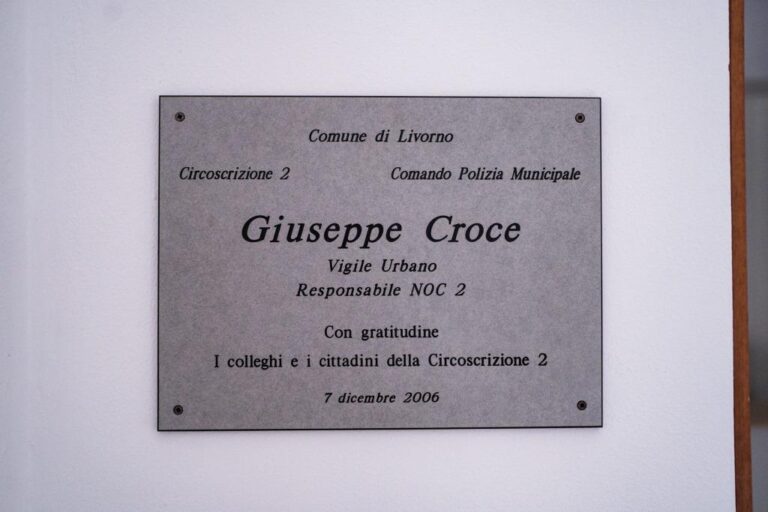 Comune di Livorno
Circoscrizione 2 Comando Polizia Municipale
Giuseppe Croce
Vigile Urbano
Responsabile NOC 2
Con gratitudine
I colleghi e i cittadini della Circoscrizione 2
7 dicembre 2006